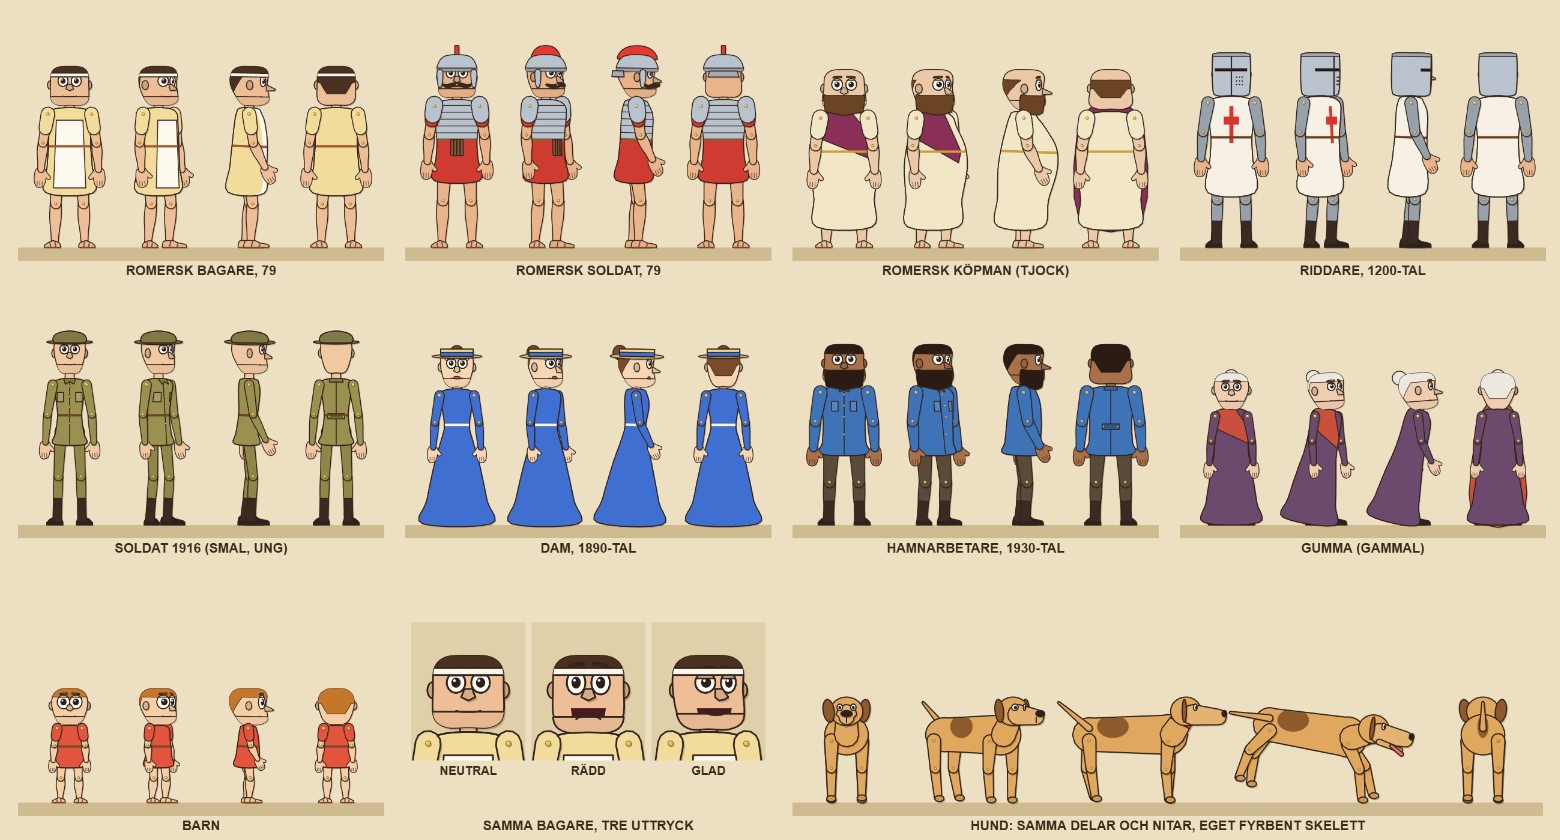 ROMERSK BAGARE, 79
ROMERSK SOLDAT, 79
ROMERSK KÖPMAN (TJOCK)
RIDDARE, 1200-TAL
SOLDAT 1916 (SMAL, UNG)
DAM, 1890-TAL
HAMNARBETARE, 1930-TAL
GUMMA (GAMMAL)
NEUTRAL
RÄDD
GLAD
BARN
SAMMA BAGARE, TRE UTTRYCK
HUND: SAMMA DELAR OCH NITAR, EGET FYRBENT SKELETT